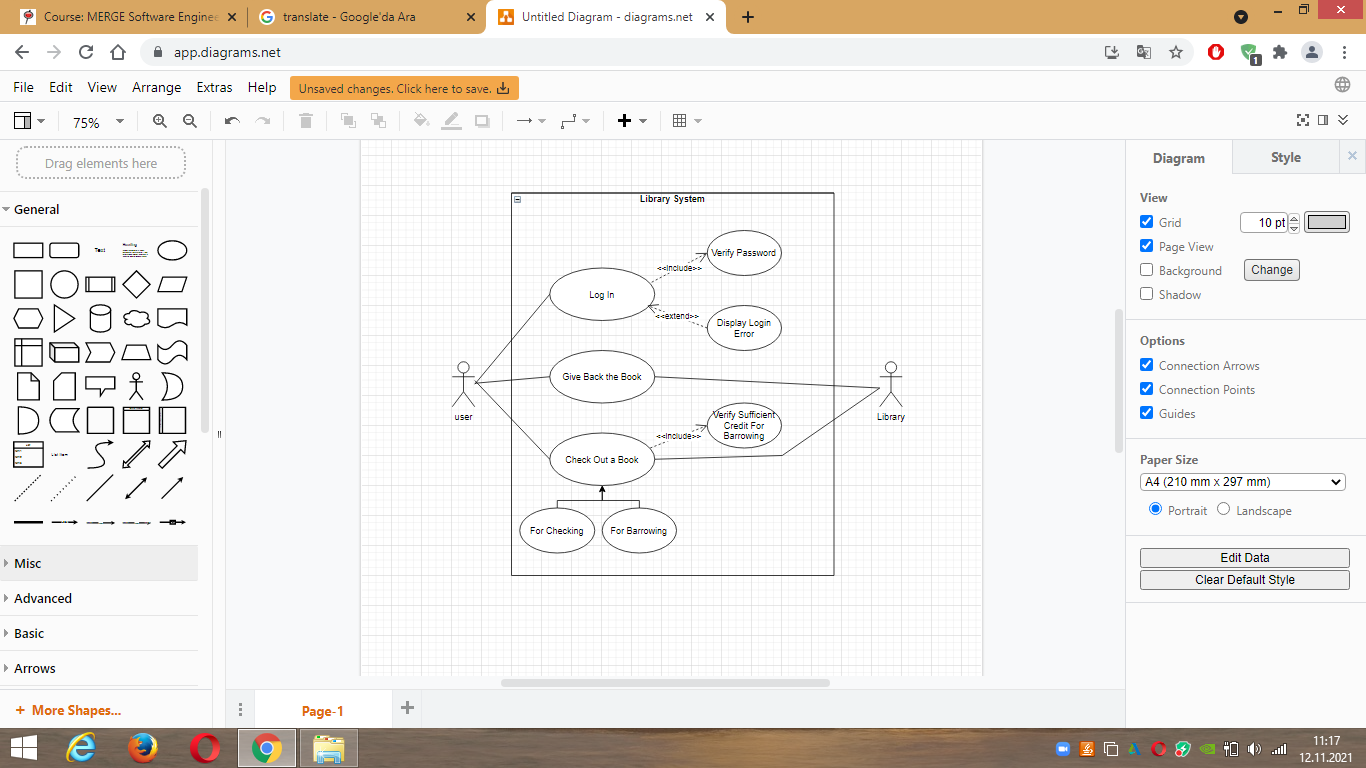 Course: MERGE Software Enginee
translate - Google'da Ara
Untitled Diagram - diagrams.net
app.diagrams.net
1
File Edit View Arrange Extras Help
Unsaved changes. Click here to save.
75%
Drag elements here
General
Text
Heading
List Item
Misc
Advanced
Basic
Arrows
+ More Shapes...
Library System
Verify Password
<<include>>
Log In
<<extend>>
Display Login
Error
Give Back the Book
user
Library
Verify Sufficient
Credit For
Barrowing
<<include>>
Check Out a Book
For Checking
For Barrowing
Page-1
Diagram
Style
View
Grid
10 pt
Page View
Background
Change
Shadow
Options
Connection Arrows
Connection Points
Guides
Paper Size
A4 (210 mm x 297 mm)
Portrait
Landscape
Edit Data
Clear Default Style
11:17
12.11.2021